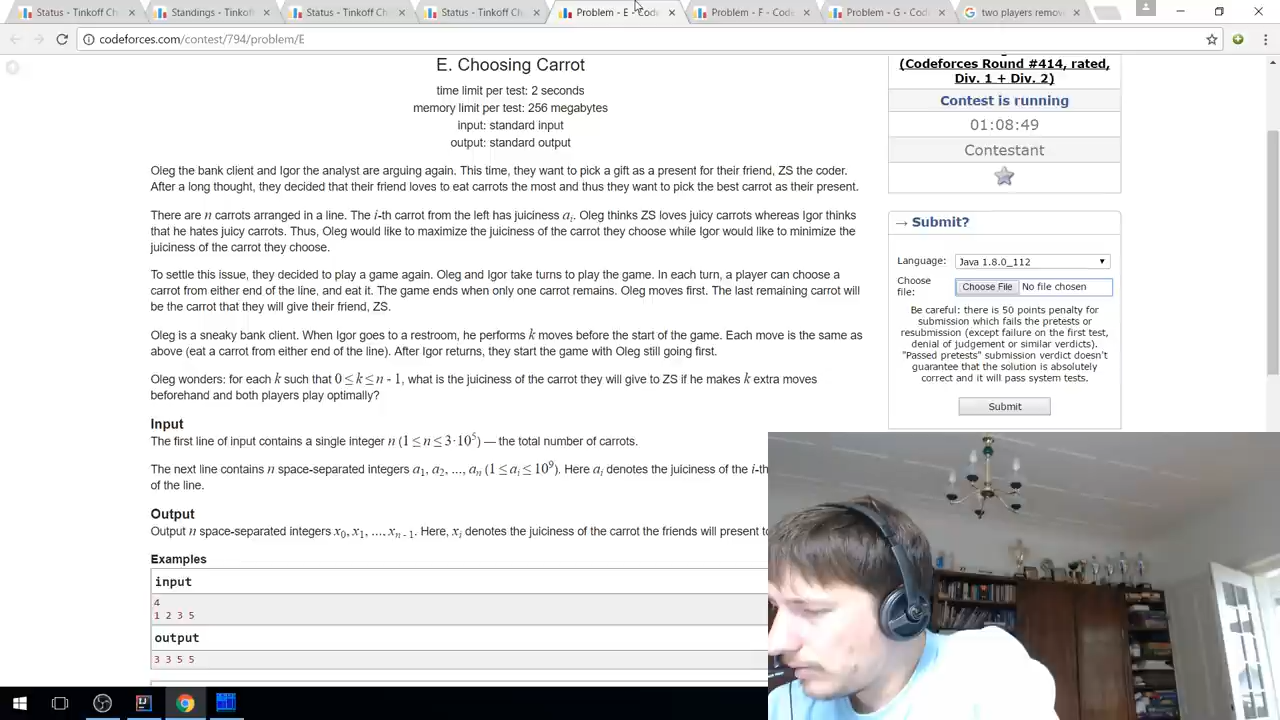 Status - Tinkoff Ch
Standings - Tinkoff
Status - Tinkoff Ch
Status - Tinkoff Ch
Problem - E - Code
Problem - F - Code
Problem - G - Code
two players remov
codeforces.com/contest/794/problem/E
E. Choosing Carrot
time limit per test: 2 seconds
memory limit per test: 256 megabytes
input: standard input
output: standard output
Oleg the bank client and Igor the analyst are arguing again. This time, they want to pick a gift as a present for their friend, ZS the coder.
After a long thought, they decided that their friend loves to eat carrots the most and thus they want to pick the best carrot as their present.
There are n carrots arranged in a line. The i-th carrot from the left has juiciness aᵢ. Oleg thinks ZS loves juicy carrots whereas Igor thinks
that he hates juicy carrots. Thus, Oleg would like to maximize the juiciness of the carrot they choose while Igor would like to minimize the
juiciness of the carrot they choose.
To settle this issue, they decided to play a game again. Oleg and Igor take turns to play the game. In each turn, a player can choose a
carrot from either end of the line, and eat it. The game ends when only one carrot remains. Oleg moves first. The last remaining carrot will
be the carrot that they will give their friend, ZS.
Oleg is a sneaky bank client. When Igor goes to a restroom, he performs k moves before the start of the game. Each move is the same as
above (eat a carrot from either end of the line). After Igor returns, they start the game with Oleg still going first.
Oleg wonders: for each k such that 0 ≤ k ≤ n - 1, what is the juiciness of the carrot they will give to ZS if he makes k extra moves
beforehand and both players play optimally?
Input
The first line of input contains a single integer n (1 ≤ n ≤ 3·10⁵) — the total number of carrots.
The next line contains n space-separated integers a₁, a₂, ..., aₙ (1 ≤ aᵢ ≤ 10⁹). Here aᵢ denotes the juiciness of the i-th
of the line.
Output
Output n space-separated integers x₀, x₁, ..., xₙ₋₁. Here, xᵢ denotes the juiciness of the carrot the friends will present to
Examples
input
4
1 2 3 5
output
3 3 5 5
(Codeforces Round #414, rated,
Div. 1 + Div. 2)
Contest is running
01:08:49
Contestant
→ Submit?
Language: Java 1.8.0_112
Choose file: Choose File No file chosen
Be careful: there is 50 points penalty for
submission which fails the pretests or
resubmission (except failure on the first test,
denial of judgement or similar verdicts).
"Passed pretests" submission verdict doesn't
guarantee that the solution is absolutely
correct and it will pass system tests.
Submit